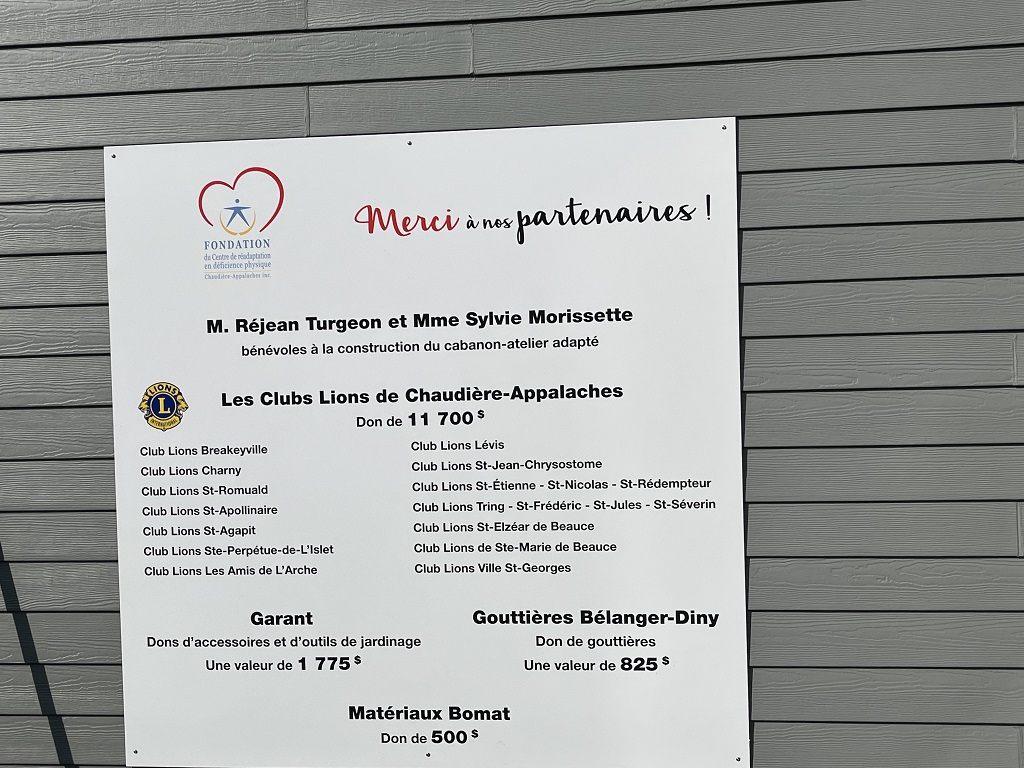 FONDATION
du Centre de réadaptation
en déficience physique
Chaudière-Appalaches inc.
Merci à nos partenaires !
M. Réjean Turgeon et Mme Sylvie Morissette
bénévoles à la construction du cabanon-atelier adapté
LIONS
L
INTERNATIONAL
Les Clubs Lions de Chaudière-Appalaches
Don de 11 700 $
Club Lions Breakeyville
Club Lions Charny
Club Lions St-Romuald
Club Lions St-Apollinaire
Club Lions St-Agapit
Club Lions Ste-Perpétue-de-L'Islet
Club Lions Les Amis de L'Arche
Club Lions Lévis
Club Lions St-Jean-Chrysostome
Club Lions St-Étienne - St-Nicolas - St-Rédempteur
Club Lions Tring - St-Frédéric - St-Jules - St-Séverin
Club Lions St-Elzéar de Beauce
Club Lions de Ste-Marie de Beauce
Club Lions Ville St-Georges
Garant
Dons d'accessoires et d'outils de jardinage
Une valeur de 1 775 $
Gouttières Bélanger-Diny
Don de gouttières
Une valeur de 825 $
Matériaux Bomat
Don de 500 $